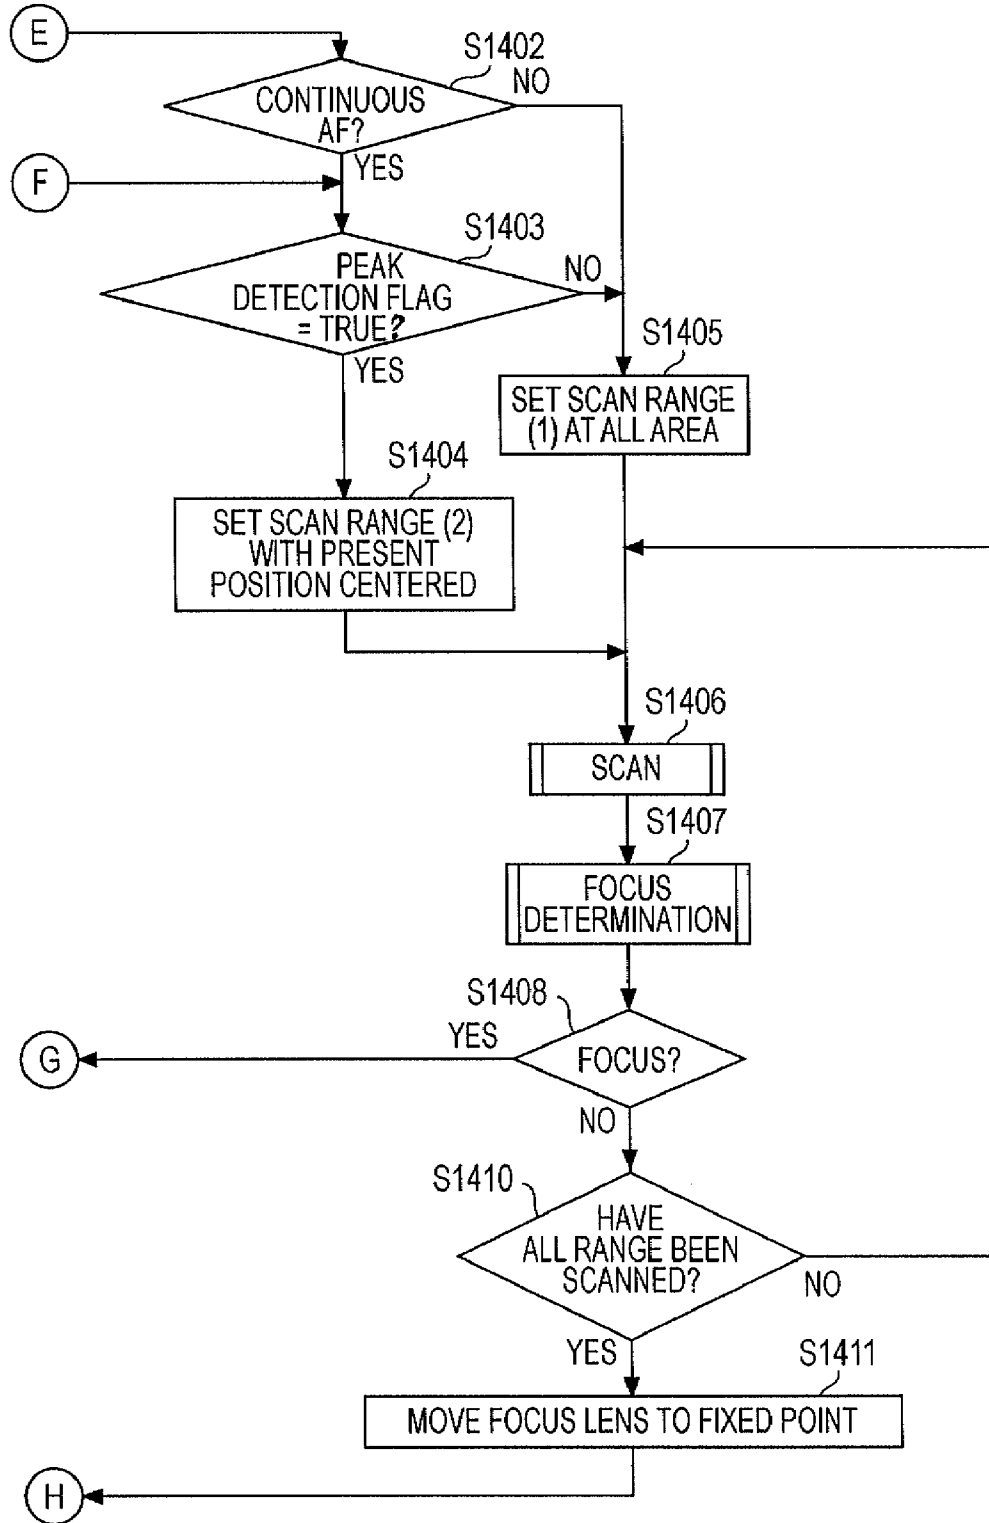 E
S1402
CONTINUOUS
AF?
NO
YES
F
S1403
PEAK
DETECTION FLAG
= TRUE?
NO
YES
S1405
SET SCAN RANGE
(1) AT ALL AREA
S1404
SET SCAN RANGE (2)
WITH PRESENT
POSITION CENTERED
S1406
SCAN
S1407
FOCUS
DETERMINATION
S1408
YES
FOCUS?
G
NO
S1410
HAVE
ALL RANGE BEEN
SCANNED?
NO
YES
S1411
MOVE FOCUS LENS TO FIXED POINT
H